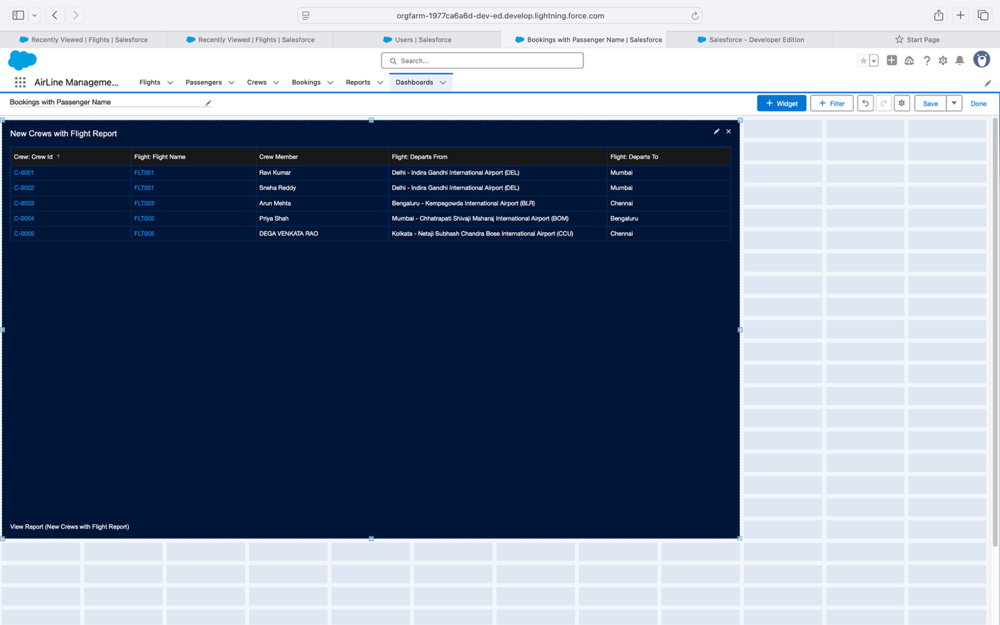 orgfarm-1977ca6a6d-dev-ed.develop.lightning.force.com
Recently Viewed | Flights | Salesforce
Recently Viewed | Flights | Salesforce
Users | Salesforce
Bookings with Passenger Name | Salesforce
Salesforce - Developer Edition
Start Page
Search...
AirLine Manageme...
Flights
Passengers
Crews
Bookings
Reports
Dashboards
Bookings with Passenger Name
+ Widget
+ Filter
Save
Done
New Crews with Flight Report
Crew: Crew Id ↑ Flight: Flight Name Crew Member Flight: Departs From Flight: Departs To
C-0001 FLT001 Ravi Kumar Delhi - Indira Gandhi International Airport (DEL) Mumbai
C-0002 FLT001 Sneha Reddy Delhi - Indira Gandhi International Airport (DEL) Mumbai
C-0003 FLT003 Arun Mehta Bengaluru - Kempegowda International Airport (BLR) Chennai
C-0004 FLT002 Priya Shah Mumbai - Chhatrapati Shivaji Maharaj International Airport (BOM) Bengaluru
C-0005 FLT005 DEGA VENKATA RAO Kolkata - Netaji Subhash Chandra Bose International Airport (CCU) Chennai
View Report (New Crews with Flight Report)